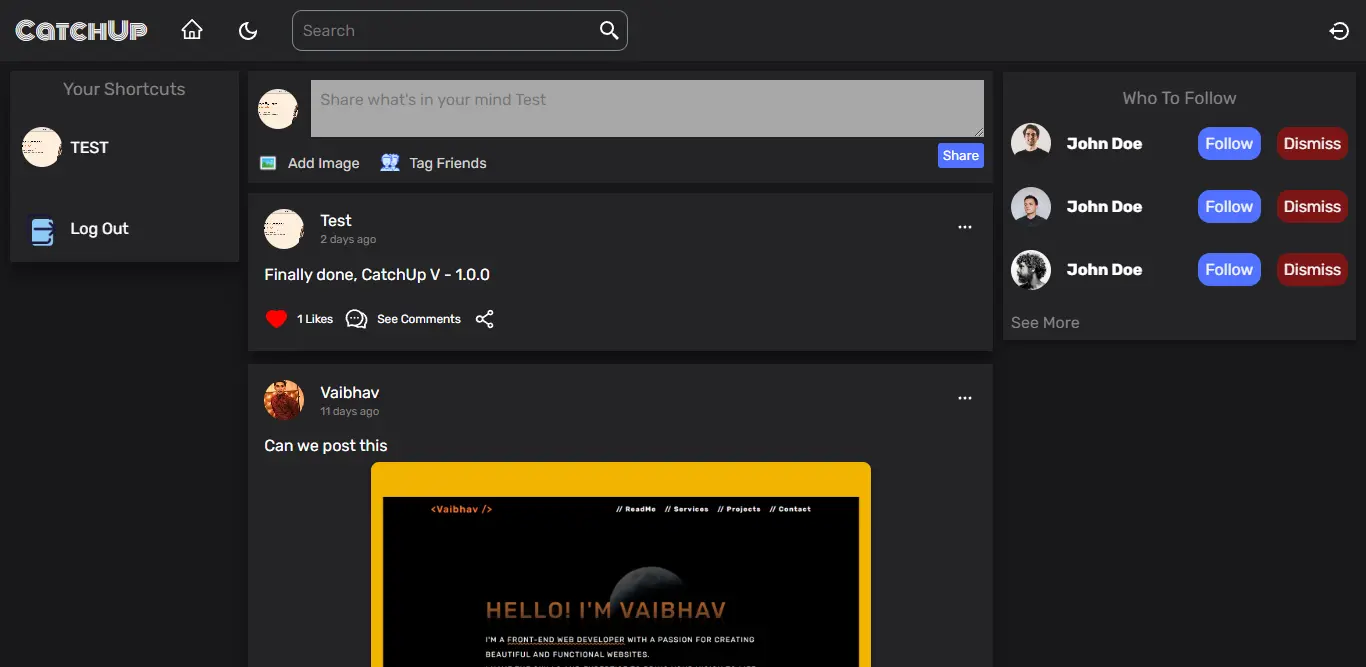 CatchUp
Search
Your Shortcuts
TEST
Log Out
Share what's in your mind Test
Add Image
Tag Friends
Share
Test
2 days ago
Finally done, CatchUp V - 1.0.0
1 Likes
See Comments
Vaibhav
11 days ago
Can we post this
<Vaibhav />
// ReadMe // Services // Projects // Contact
HELLO! I'M VAIBHAV
I'M A FRONT-END WEB DEVELOPER WITH A PASSION FOR CREATING
BEAUTIFUL AND FUNCTIONAL WEBSITES.
Who To Follow
John Doe Follow Dismiss
John Doe Follow Dismiss
John Doe Follow Dismiss
See More